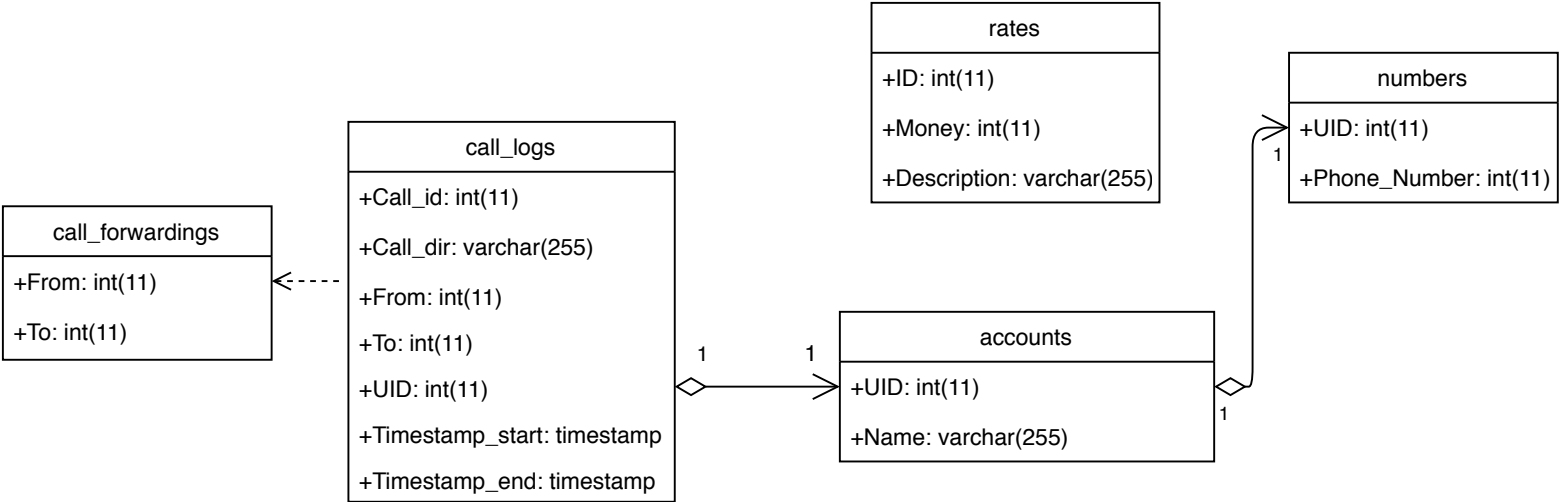 rates
+ID: int(11)
+Money: int(11)
+Description: varchar(255)
numbers
+UID: int(11)
+Phone_Number: int(11)
1
call_logs
+Call_id: int(11)
+Call_dir: varchar(255)
+From: int(11)
+To: int(11)
+UID: int(11)
+Timestamp_start: timestamp
+Timestamp_end: timestamp
call_forwardings
+From: int(11)
+To: int(11)
1
1
accounts
+UID: int(11)
+Name: varchar(255)
1